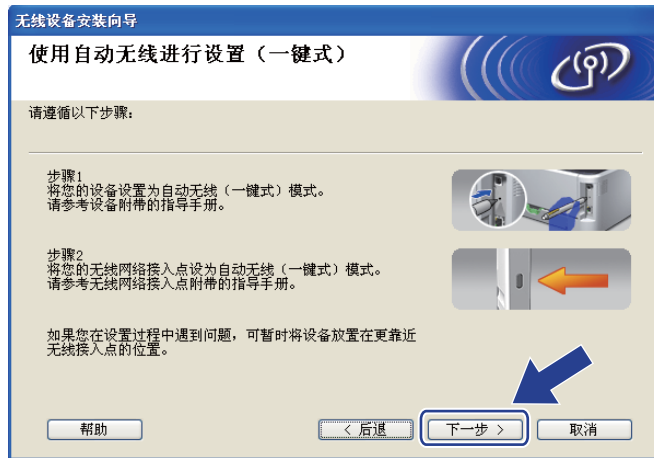 无线设备安装向导
使用自动无线进行设置（一键式）
请遵循以下步骤：
步骤1
将您的设备设置为自动无线（一键式）模式。
请参考设备附带的指导手册。
步骤2
将您的无线网络接入点设为自动无线（一键式）模式。
请参考无线网络接入点附带的指导手册。
如果您在设置过程中遇到问题，可暂时将设备放置在更靠近
无线接入点的位置。
帮助
< 后退
下一步 >
取消